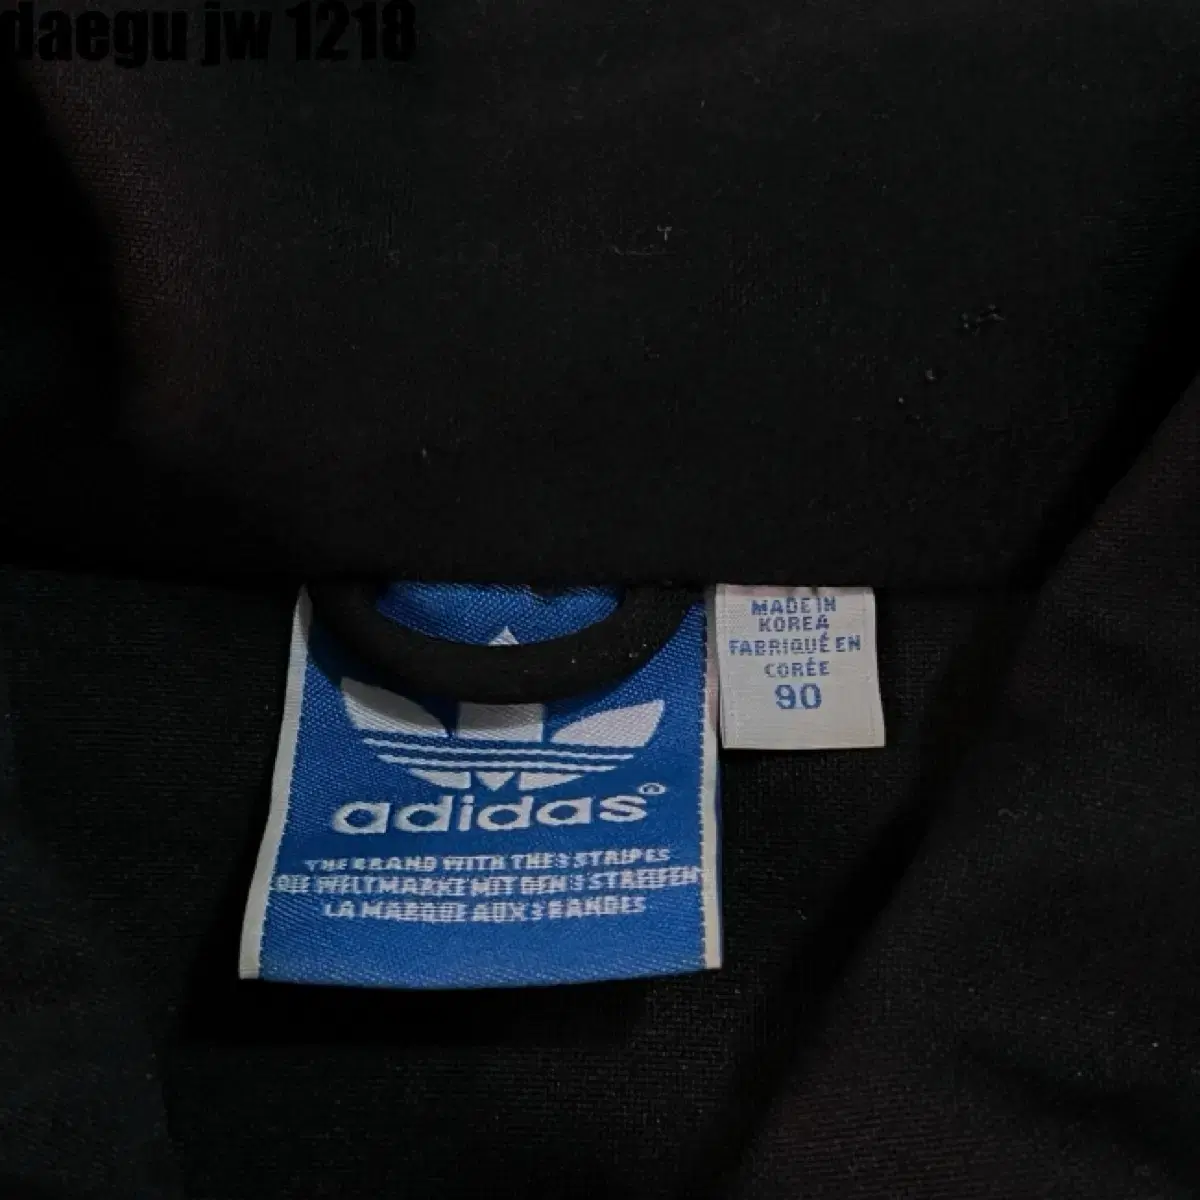 daegu jw 1218
MADE IN
KOREA
FABRIQUÉ EN
CORÉE
90
adidas®
THE BRAND WITH THE 3 STRIPES
DIE WELTMARKE MIT DEN 3 STREIFEN
LA MARQUE AUX 3 BANDES